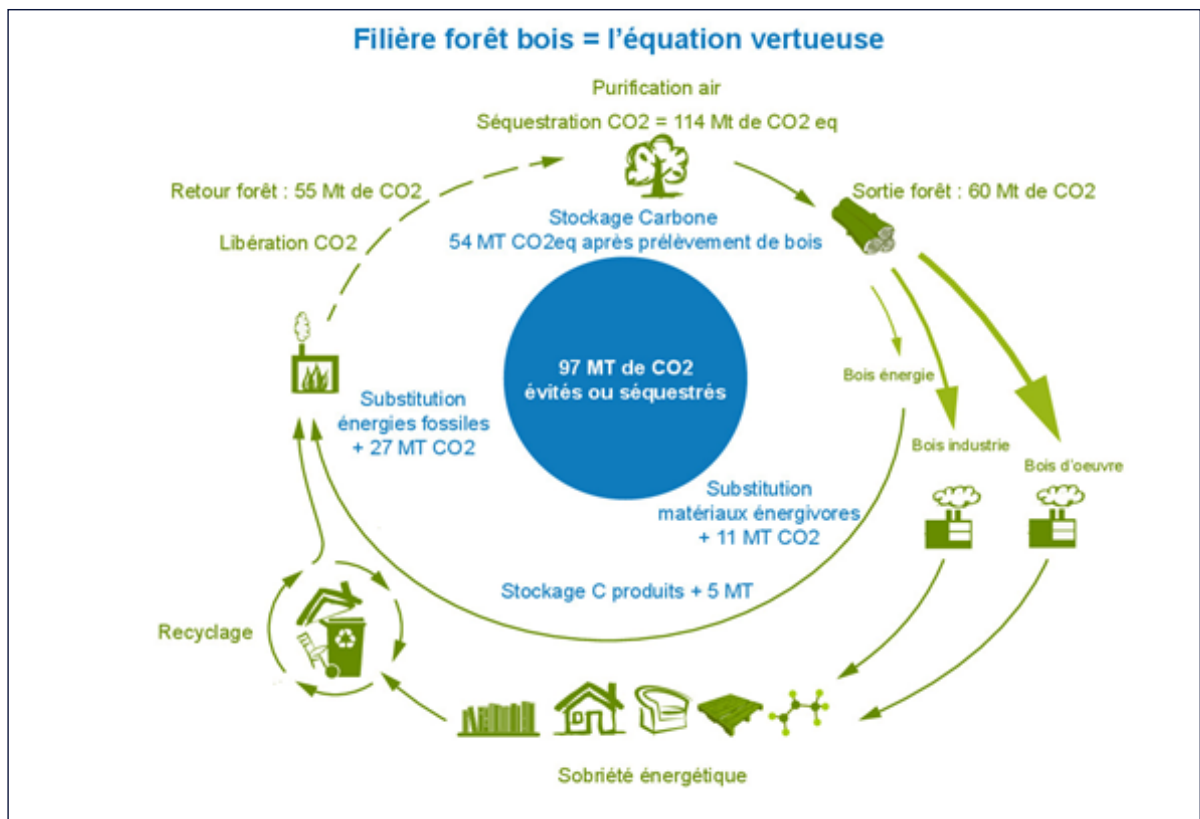 Filière forêt bois = l'équation vertueuse
Purification air
Séquestration CO2 = 114 Mt de CO2 eq
Retour forêt : 55 Mt de CO2
Sortie forêt : 60 Mt de CO2
Stockage Carbone
54 MT CO2eq après prélèvement de bois
Libération CO2
97 MT de CO2
évités ou séquestrés
Bois énergie
Substitution
énergies fossiles
+ 27 MT CO2
Bois industrie
Bois d'oeuvre
Substitution
matériaux énergivores
+ 11 MT CO2
Stockage C produits + 5 MT
Recyclage
Sobriété énergétique